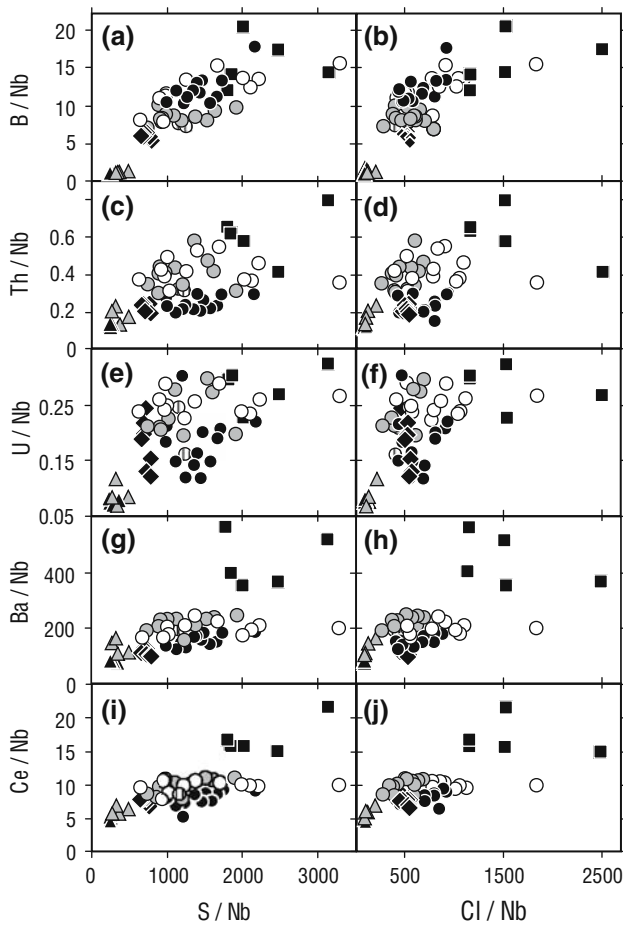 (a) (b)
B / Nb
20
15
10
5
0
(c) (d)
Th / Nb
0.6
0.4
0.2
0
(e) (f)
U / Nb
0.25
0.15
0.05
(g) (h)
Ba / Nb
400
200
0
(i) (j)
Ce / Nb
20
15
10
5
0
0 1000 2000 3000 500 1500 2500
S / Nb Cl / Nb